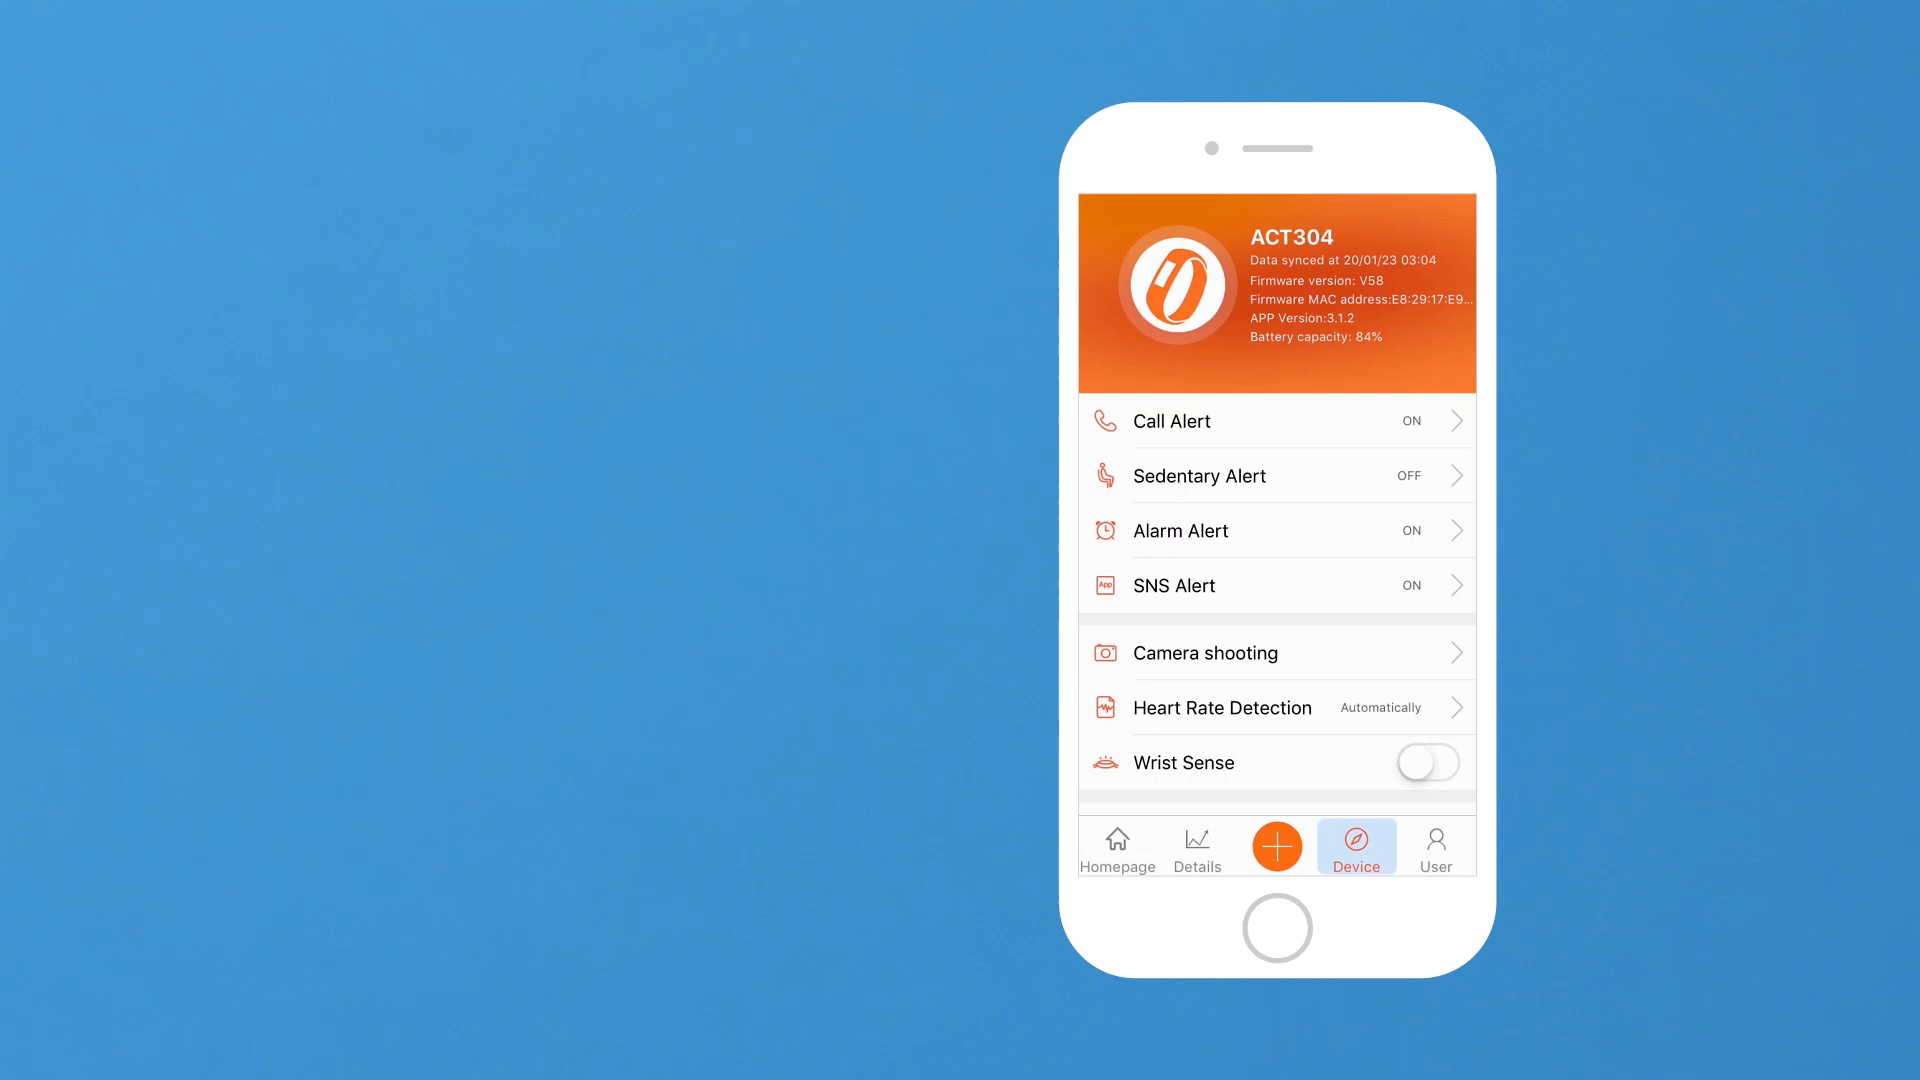 ACT304
Data synced at 20/01/23 03:04
Firmware version: V58
Firmware MAC address:E8:29:17:E9...
APP Version:3.1.2
Battery capacity: 84%
Call Alert ON
Sedentary Alert OFF
Alarm Alert ON
App SNS Alert ON
Camera shooting
Heart Rate Detection Automatically
Wrist Sense
Homepage Details Device User